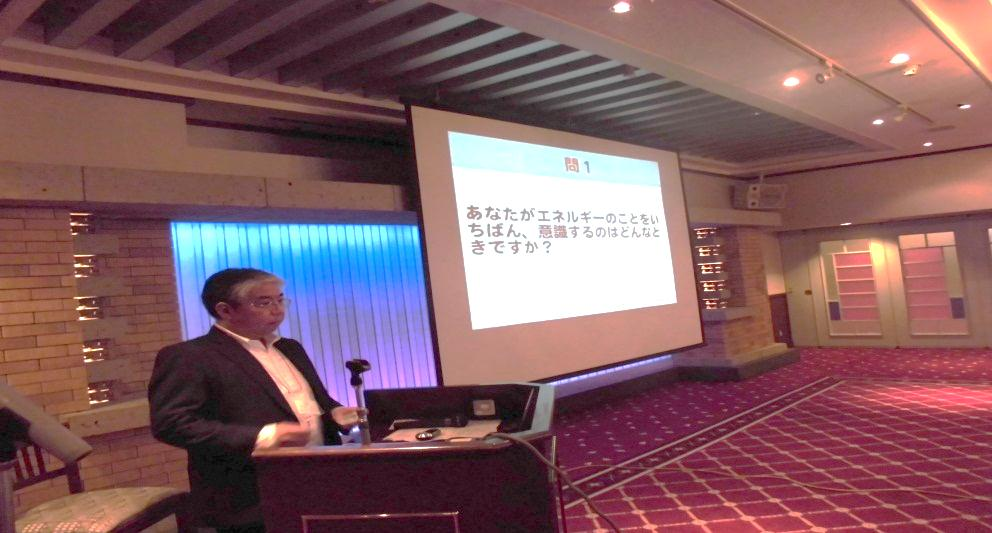 問1
あなたがエネルギーのことをい
ちばん、意識するのはどんなと
きですか？